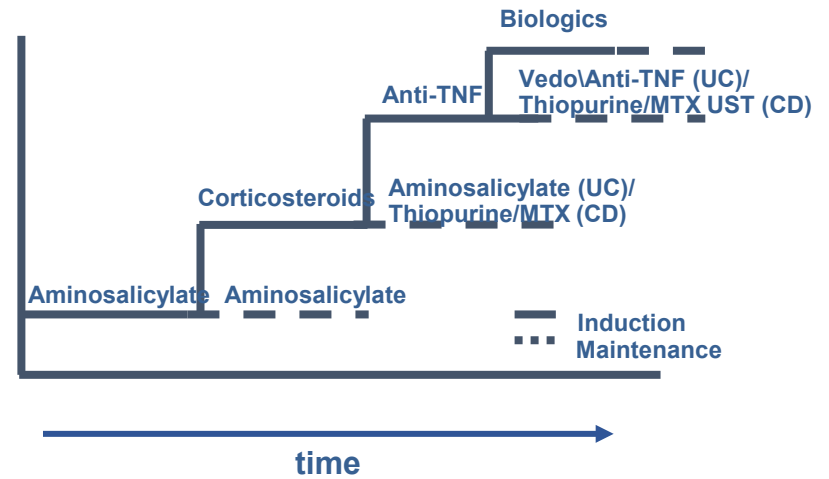 Biologics
Anti-TNF
Vedo\Anti-TNF (UC)/
Thiopurine/MTX UST (CD)
Corticosteroids
Aminosalicylate (UC)/
Thiopurine/MTX (CD)
Aminosalicylate
Aminosalicylate
Induction
Maintenance
time